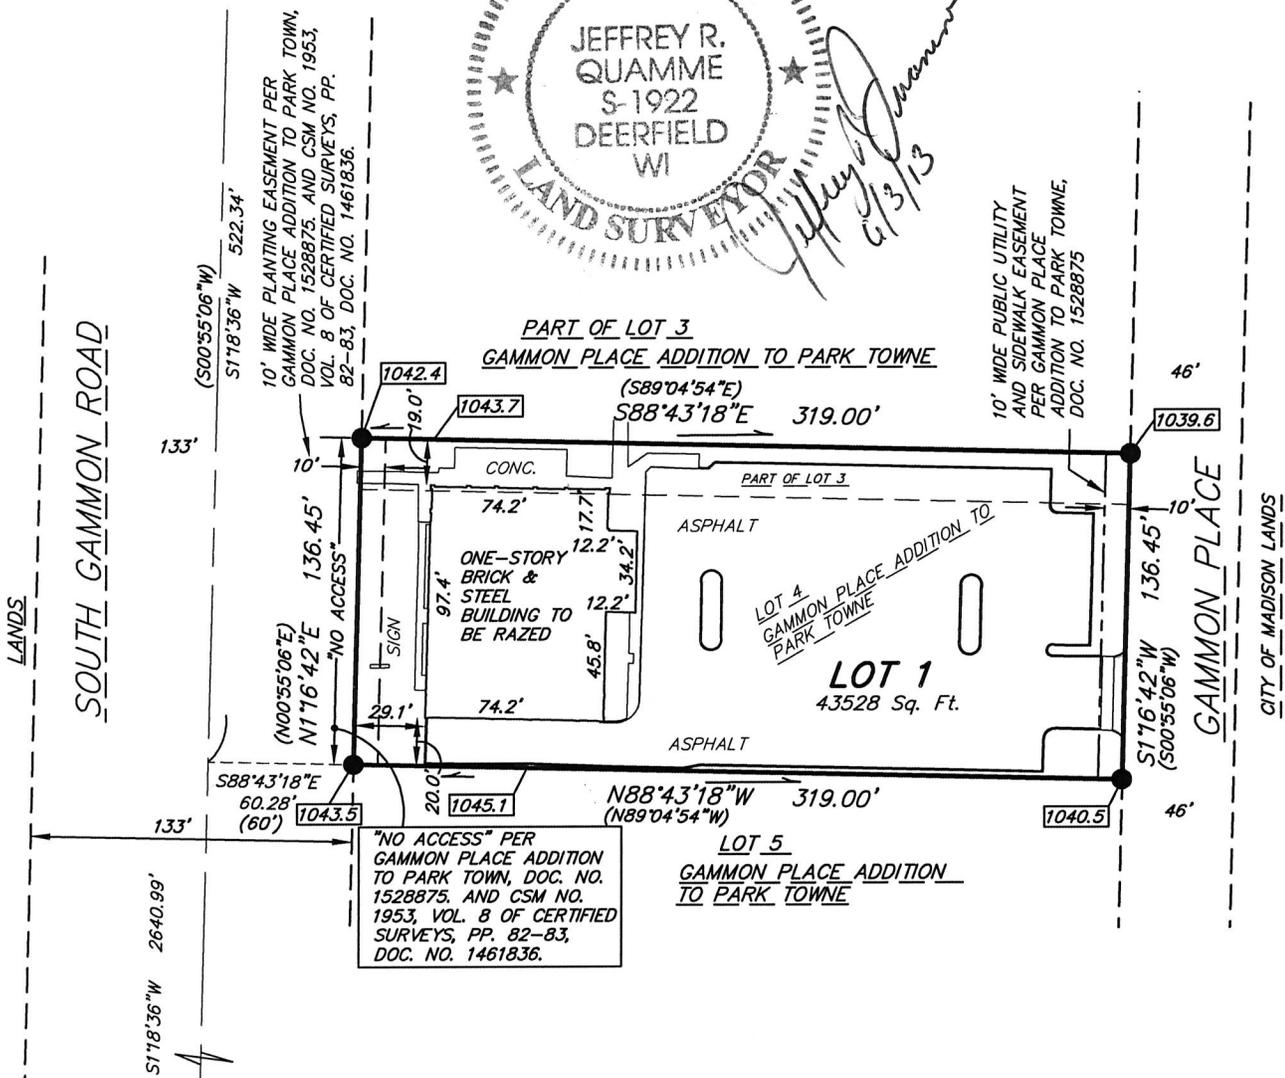 JEFFREY R.
QUAMME
S-1922
DEERFIELD
WI
LAND SURVEYOR
Jeffrey R Quamme
6/3/13
10' WIDE PLANTING EASEMENT PER
GAMMON PLACE ADDITION TO PARK TOWN,
DOC. NO. 1528875. AND CSM NO. 1953,
VOL. 8 OF CERTIFIED SURVEYS, PP.
82-83, DOC. NO. 1461836.
(S00°55'06"W)
S1°18'36"W 522.34'
10' WIDE PUBLIC UTILITY
AND SIDEWALK EASEMENT
PER GAMMON PLACE
ADDITION TO PARK TOWNE,
DOC. NO. 1528875
PART OF LOT 3
GAMMON PLACE ADDITION TO PARK TOWNE
(S89°04'54"E)
S88°43'18"E 319.00'
46'
1042.4
1043.7
1039.6
19.0'
133'
10'
CONC.
PART OF LOT 3
10'
SOUTH GAMMON ROAD
LANDS
(N00°55'06"E)
N1°16'42"E 136.45'
"NO ACCESS"
SIGN
74.2'
17.7'
12.2'
34.2'
12.2'
97.4'
45.8'
74.2'
ONE-STORY
BRICK &
STEEL
BUILDING TO
BE RAZED
ASPHALT
LOT 4
GAMMON PLACE ADDITION TO
PARK TOWNE
LOT 1
43528 Sq. Ft.
ASPHALT
S1°16'42"W 136.45'
(S00°55'06"W)
GAMMON PLACE
CITY OF MADISON LANDS
29.1'
20.0'
S88°43'18"E
60.28'
(60')
1043.5
1045.1
N88°43'18"W 319.00'
(N89°04'54"W)
1040.5
46'
133'
LOT 5
GAMMON PLACE ADDITION
TO PARK TOWNE
"NO ACCESS" PER
GAMMON PLACE ADDITION
TO PARK TOWN, DOC. NO.
1528875. AND CSM NO.
1953, VOL. 8 OF CERTIFIED
SURVEYS, PP. 82-83,
DOC. NO. 1461836.
S1°18'36"W 2640.99'